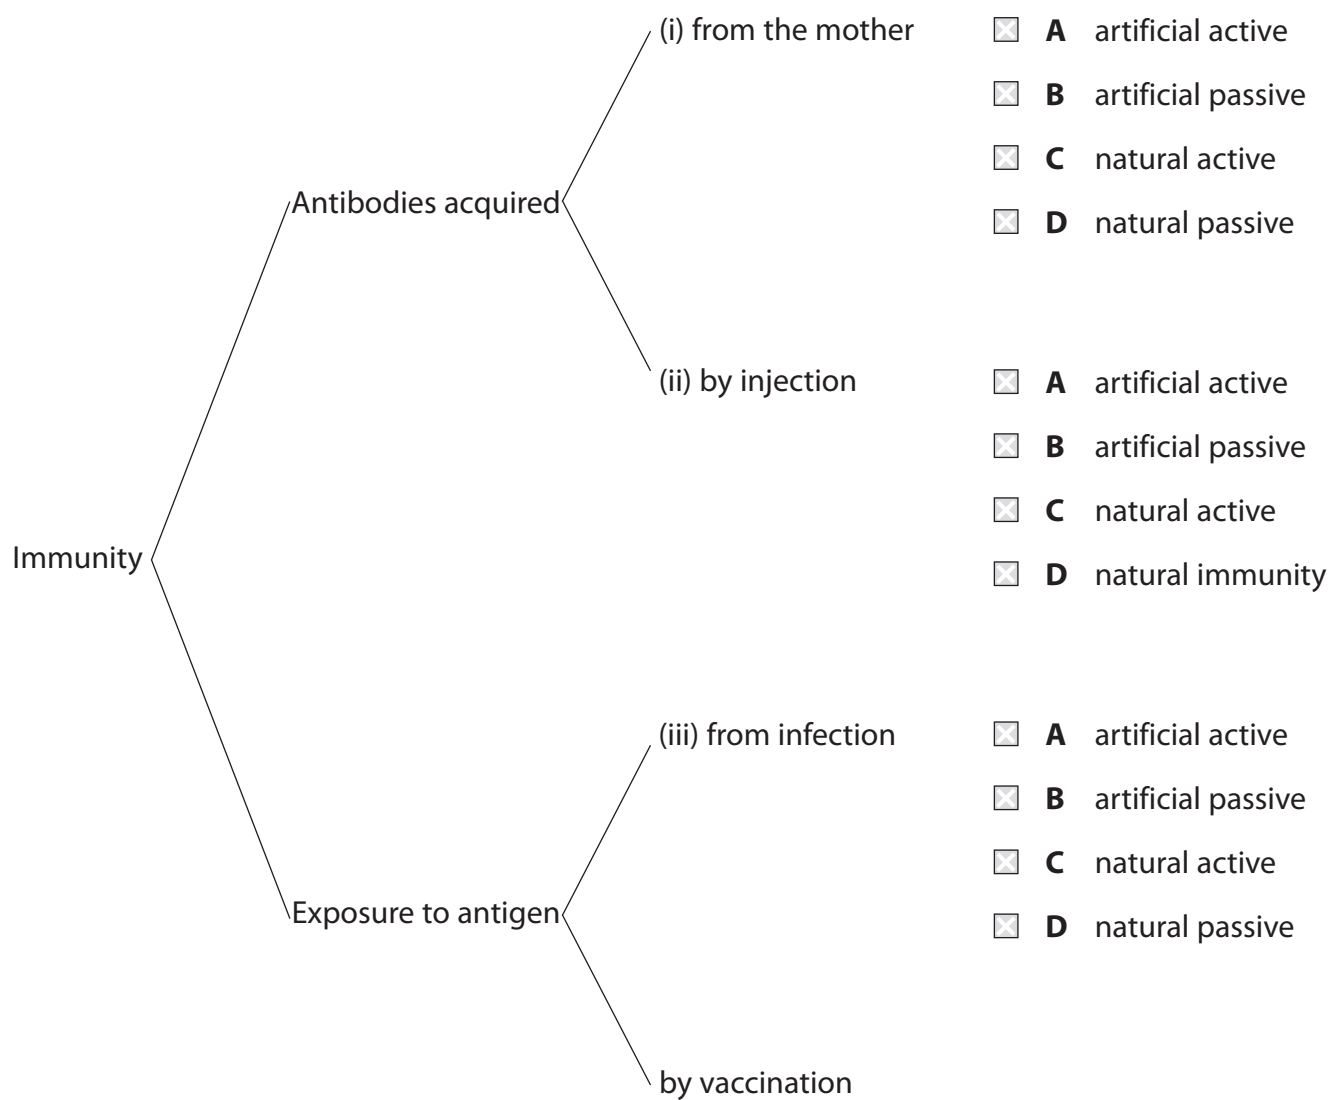 (i) from the mother
A artificial active
B artificial passive
C natural active
D natural passive
Antibodies acquired
(ii) by injection
A artificial active
B artificial passive
C natural active
D natural immunity
Immunity
(iii) from infection
A artificial active
B artificial passive
C natural active
D natural passive
Exposure to antigen
by vaccination